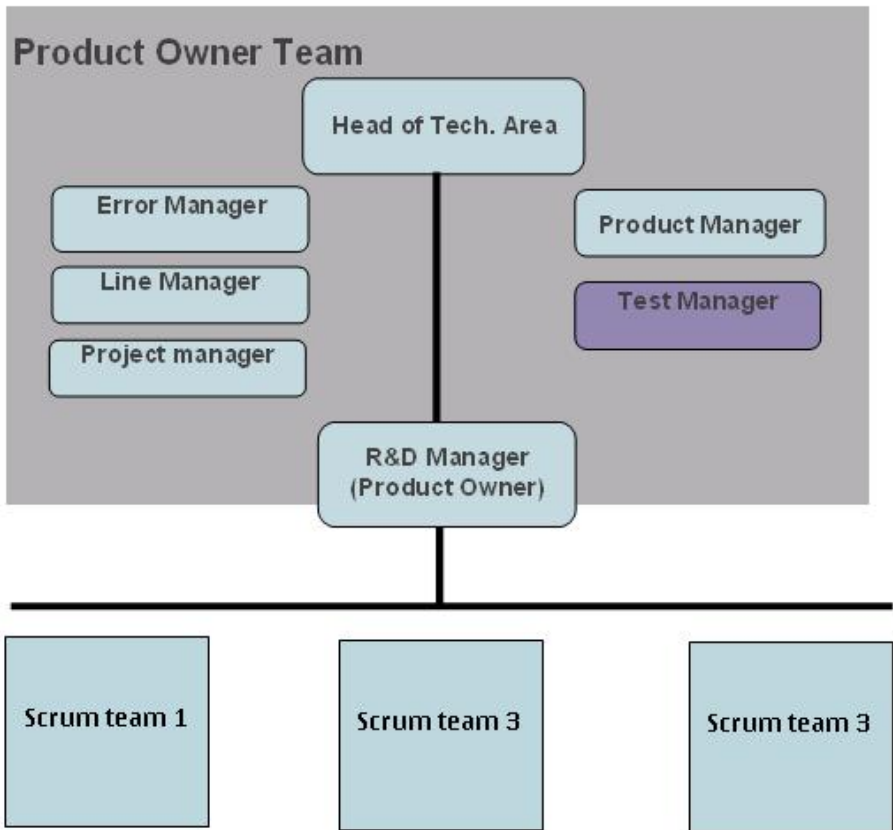 Product Owner Team
Head of Tech. Area
Error Manager
Product Manager
Line Manager
Test Manager
Project manager
R&D Manager
(Product Owner)
Scrum team 1
Scrum team 3
Scrum team 3